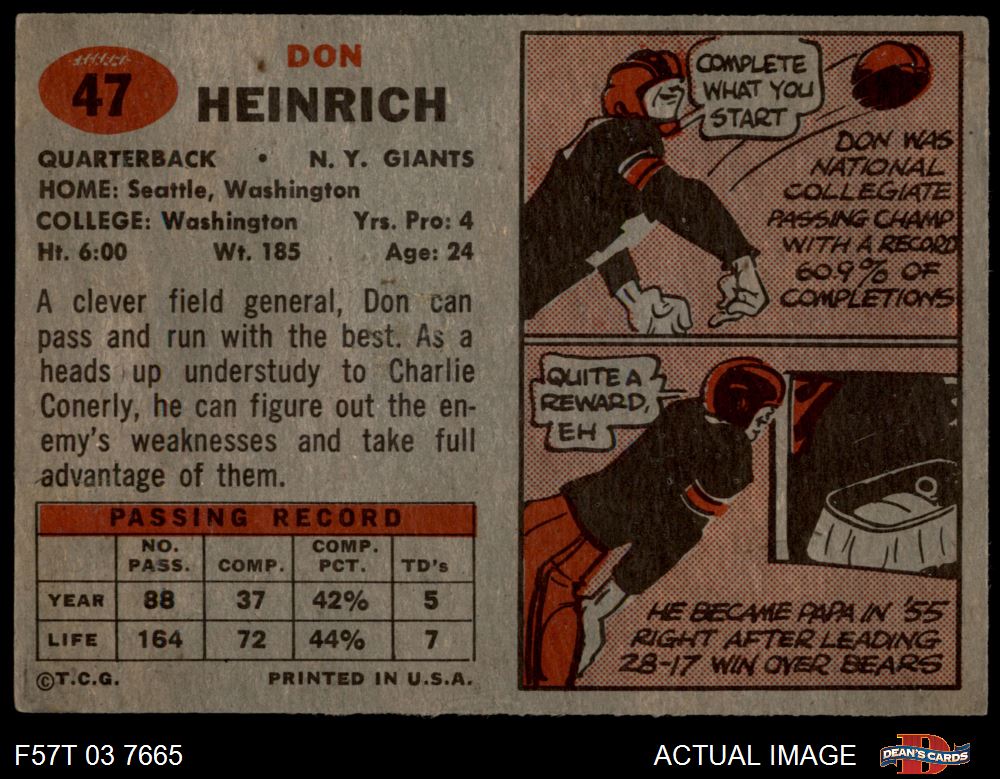 47
DON
HEINRICH
QUARTERBACK • N. Y. GIANTS
HOME: Seattle, Washington
COLLEGE: Washington Yrs. Pro: 4
Ht. 6:00 Wt. 185 Age: 24
A clever field general, Don can
pass and run with the best. As a
heads up understudy to Charlie
Conerly, he can figure out the en-
emy's weaknesses and take full
advantage of them.
PASSING RECORD
NO. PASS. COMP. COMP. PCT. TD's
YEAR 88 37 42% 5
LIFE 164 72 44% 7
©T.C.G. PRINTED IN U.S.A.
COMPLETE
WHAT YOU
START
DON WAS
NATIONAL
COLLEGIATE
PASSING CHAMP
WITH A RECORD
60.9% OF
COMPLETIONS
QUITE A
REWARD,
EH
HE BECAME PAPA IN '55
RIGHT AFTER LEADING
28-17 WIN OVER BEARS
F57T 03 7665
ACTUAL IMAGE
DEAN'S CARDS